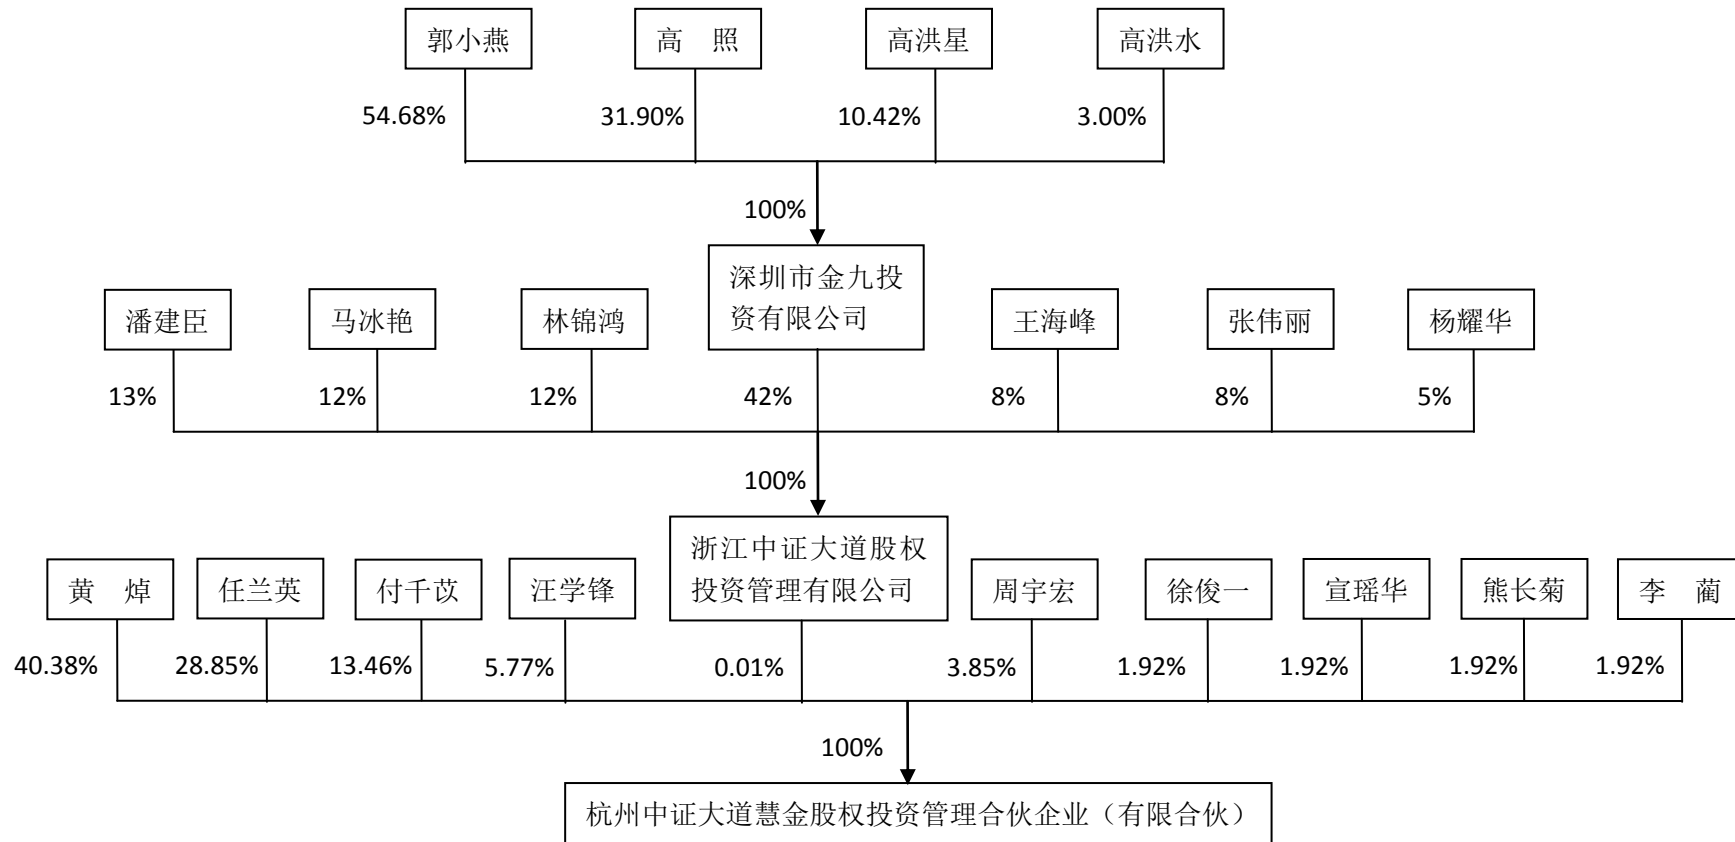 郭小燕
高 照
高洪星
高洪水
54.68%
31.90%
10.42%
3.00%
100%
深圳市金九投
资有限公司
潘建臣
马冰艳
林锦鸿
王海峰
张伟丽
杨耀华
13%
12%
12%
42%
8%
8%
5%
100%
浙江中证大道股权
投资管理有限公司
黄 焯
任兰英
付千苡
汪学锋
周宇宏
徐俊一
宣瑶华
熊长菊
李 蔺
40.38%
28.85%
13.46%
5.77%
0.01%
3.85%
1.92%
1.92%
1.92%
1.92%
100%
杭州中证大道慧金股权投资管理合伙企业（有限合伙）